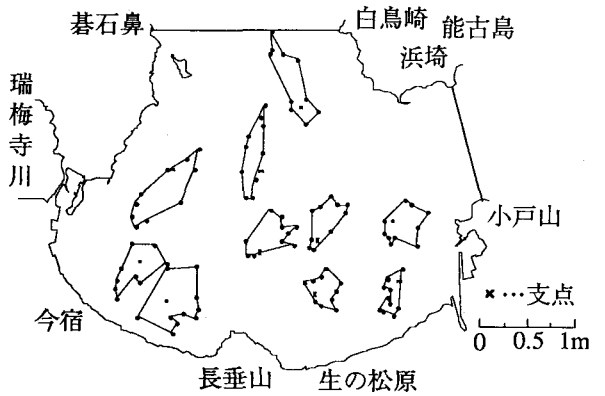 碁石鼻
白鳥崎
能古島
浜埼
瑞梅寺川
小戸山
×…支点
今宿
0 0.5 1m
長垂山
生の松原